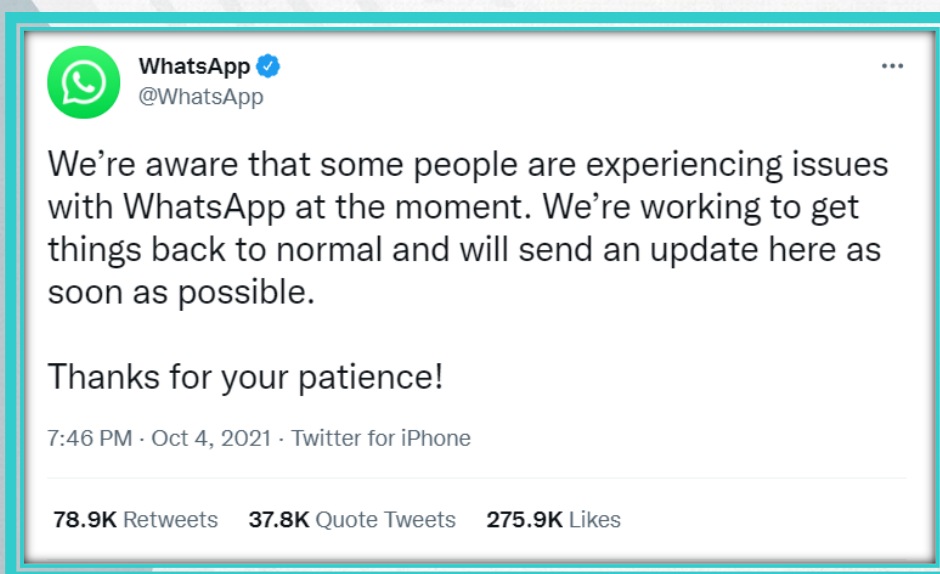 WhatsApp
@WhatsApp
We’re aware that some people are experiencing issues
with WhatsApp at the moment. We’re working to get
things back to normal and will send an update here as
soon as possible.
Thanks for your patience!
7:46 PM · Oct 4, 2021 · Twitter for iPhone
78.9K Retweets 37.8K Quote Tweets 275.9K Likes